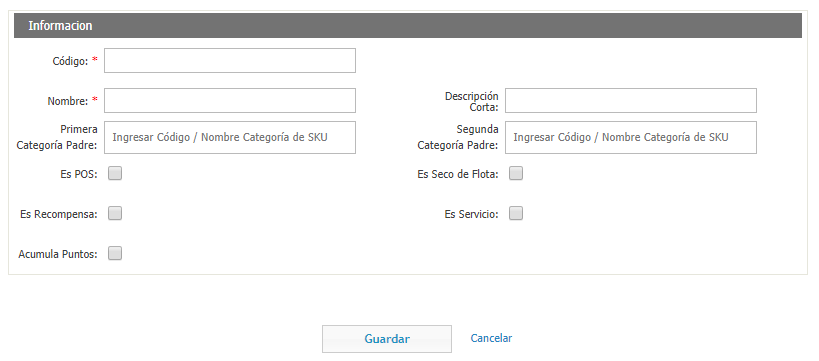 Informacion
Código: *
Nombre: *
Descripción
Corta:
Primera
Categoría Padre:
Ingresar Código / Nombre Categoría de SKU
Segunda
Categoría Padre:
Ingresar Código / Nombre Categoría de SKU
Es POS:
Es Seco de Flota:
Es Recompensa:
Es Servicio:
Acumula Puntos:
Guardar
Cancelar